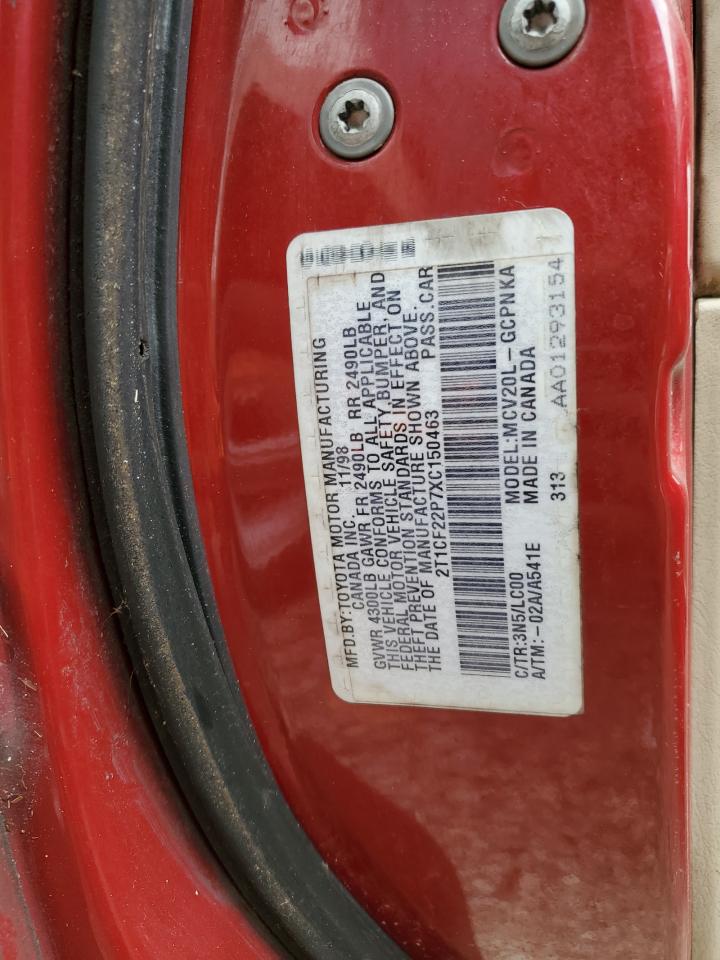 MFD.BY:TOYOTA MOTOR MANUFACTURING
CANADA INC. 11/98
GVWR 4300LB GAWR FR 2490LB RR 2490LB
THIS VEHICLE CONFORMS TO ALL APPLICABLE
FEDERAL MOTOR VEHICLE SAFETY, BUMPER, AND
THEFT PREVENTION STANDARDS IN EFFECT ON
THE DATE OF MANUFACTURE SHOWN ABOVE.
2T1CF22P7XC150463 PASS.CAR
C/TR:3N5/LC00 MODEL:MCV20L-GCPNKA
A/TM:-02A/A541E MADE IN CANADA
313 AA01293154